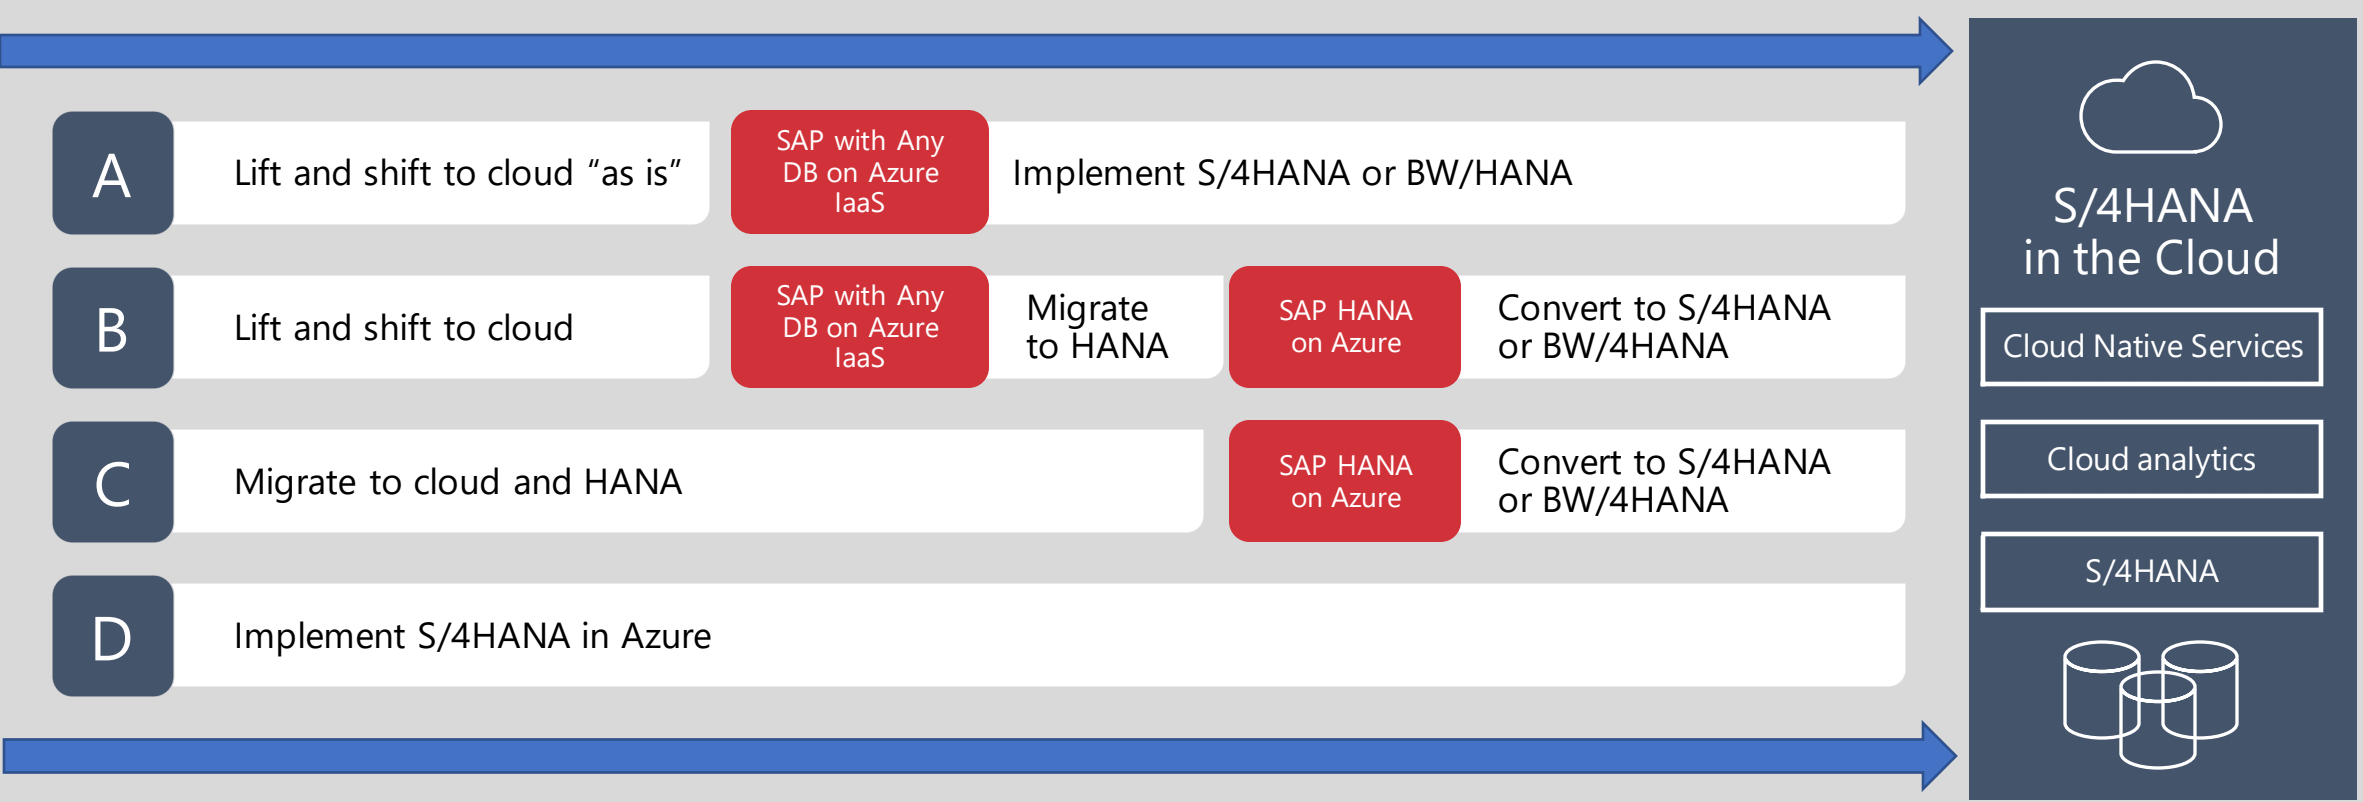 A
Lift and shift to cloud “as is”
SAP with Any
DB on Azure
IaaS
Implement S/4HANA or BW/HANA
B
Lift and shift to cloud
SAP with Any
DB on Azure
IaaS
Migrate
to HANA
SAP HANA
on Azure
Convert to S/4HANA
or BW/4HANA
C
Migrate to cloud and HANA
SAP HANA
on Azure
Convert to S/4HANA
or BW/4HANA
D
Implement S/4HANA in Azure
S/4HANA
in the Cloud
Cloud Native Services
Cloud analytics
S/4HANA